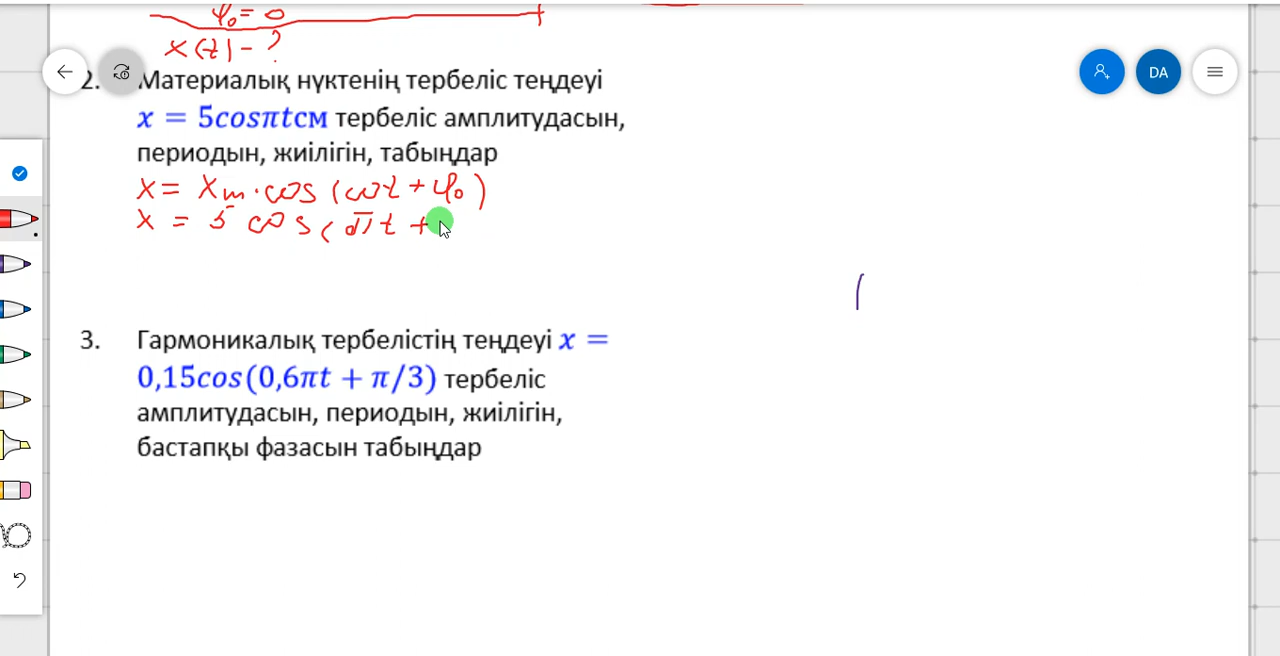 φ₀ = 0
x(t) - ?
2. Материалық нүктенің тербеліс теңдеуі
x = 5cosπtсм тербеліс амплитудасын,
периодын, жиілігін, табыңдар
x = xₘ · cos (ωt + φ₀)
x = 5 cos (πt +
3. Гармоникалық тербелістің теңдеуі x =
0,15cos(0,6πt + π/3) тербеліс
амплитудасын, периодын, жиілігін,
бастапқы фазасын табыңдар
DA